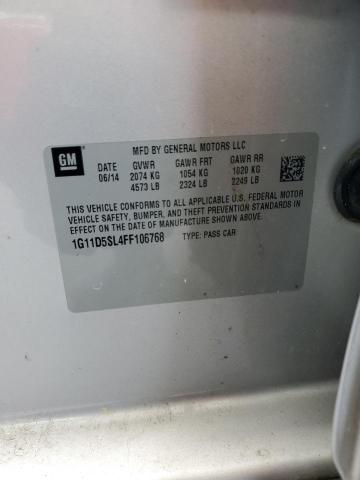 GM
MFD BY GENERAL MOTORS LLC
DATE GVWR GAWR FRT GAWR RR
06/14 2074 KG 1054 KG 1020 KG
4573 LB 2324 LB 2249 LB
THIS VEHICLE CONFORMS TO ALL APPLICABLE U.S. FEDERAL MOTOR
VEHICLE SAFETY, BUMPER, AND THEFT PREVENTION STANDARDS
IN EFFECT ON THE DATE OF MANUFACTURE SHOWN ABOVE.
1G11D5SL4FF106768 TYPE: PASS CAR